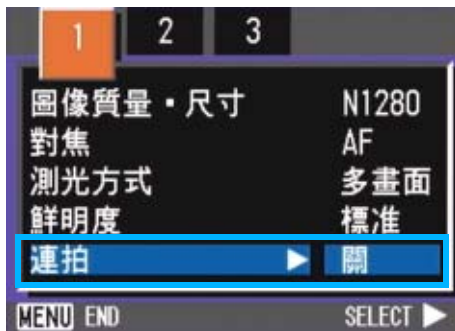 1 2 3
圖像質量・尺寸 N1280
對焦 AF
測光方式 多畫面
鮮明度 標准
連拍 ▶ 關
MENU END SELECT ▶